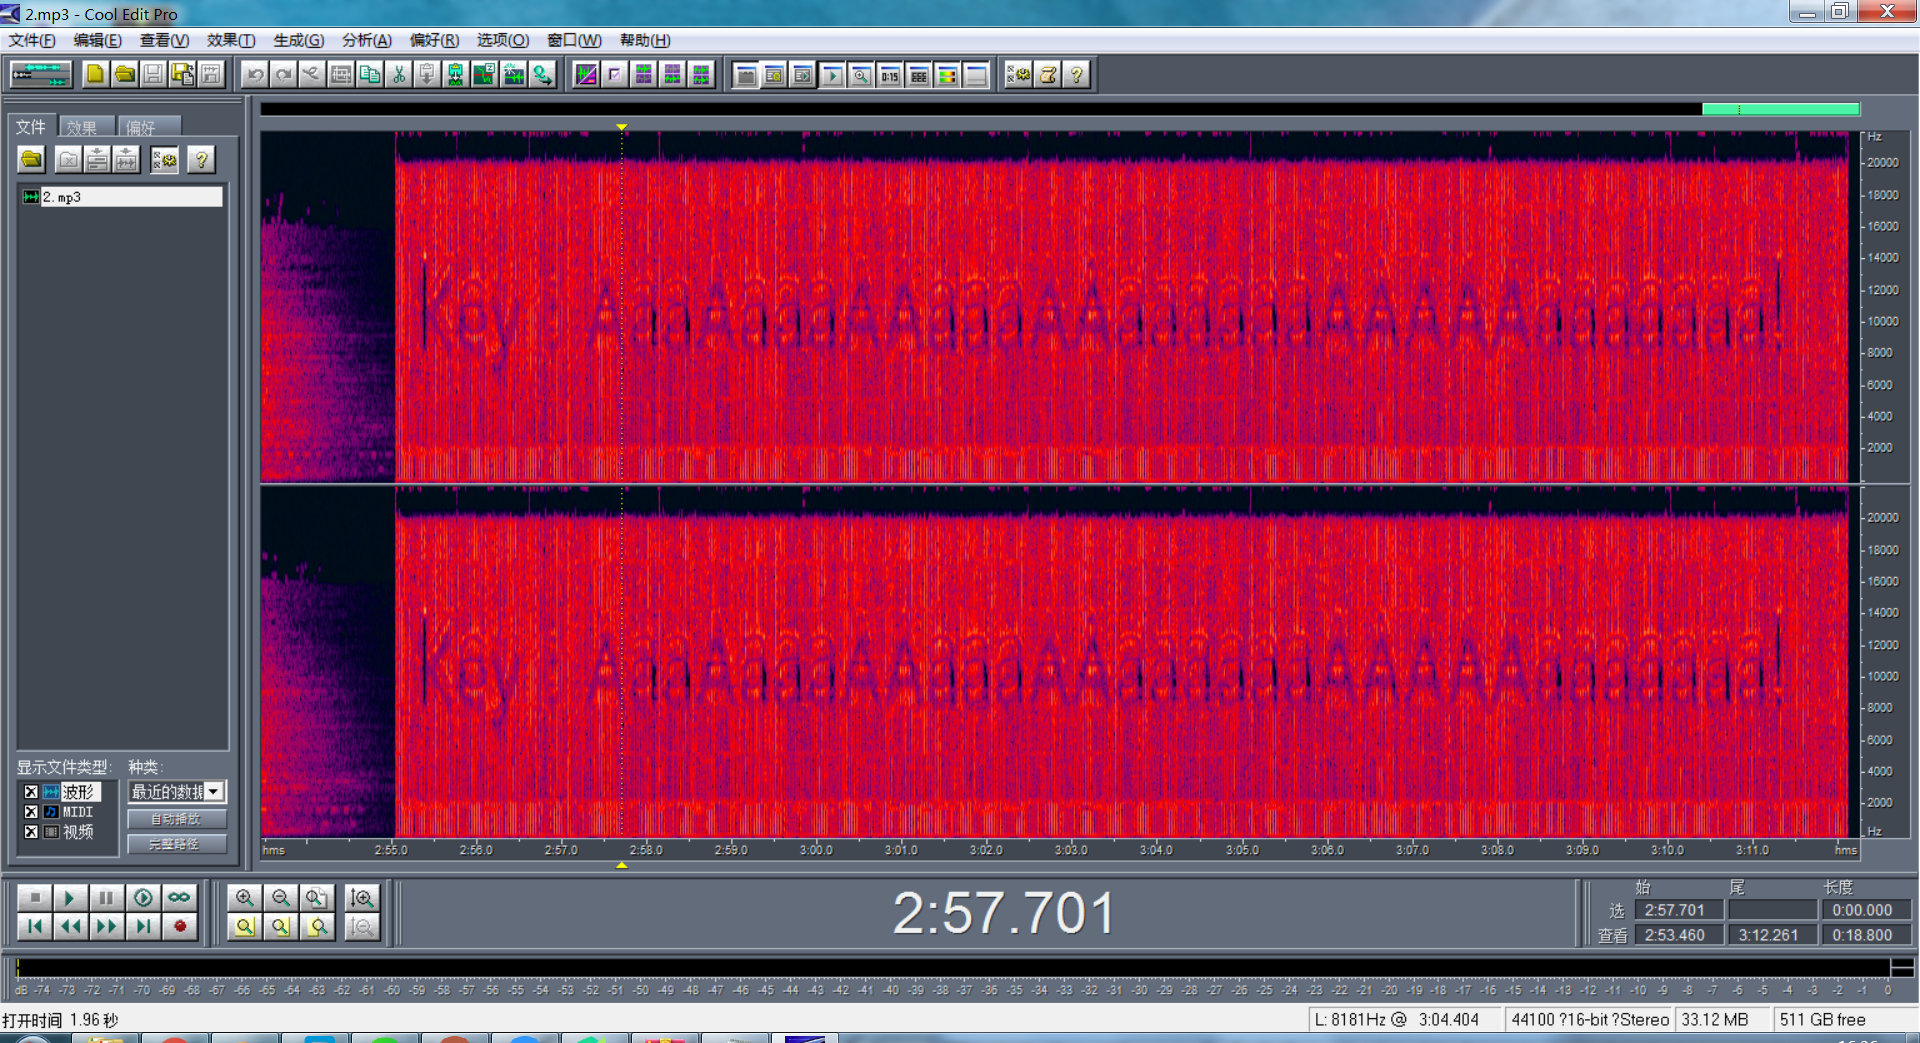 2.mp3 - Cool Edit Pro
文件(F) 编辑(E) 查看(V) 效果(T) 生成(G) 分析(A) 偏好(R) 选项(O) 窗口(W) 帮助(H)
文件 效果 偏好
2.mp3
Hz
20000
18000
16000
14000
12000
10000
8000
6000
4000
2000
Key :
20000
18000
16000
14000
12000
10000
8000
6000
4000
2000
Hz
Key :
hms 2:55.0 2:56.0 2:57.0 2:58.0 2:59.0 3:00.0 3:01.0 3:02.0 3:03.0 3:04.0 3:05.0 3:06.0 3:07.0 3:08.0 3:09.0 3:10.0 3:11.0 hms
显示文件类型: 种类:
波形 最近的数据
MIDI 自动播放
视频 完整路径
2:57.701
始 尾 长度
选 2:57.701 0:00.000
查看 2:53.460 3:12.261 0:18.800
dB -74 -73 -72 -71 -70 -69 -68 -67 -66 -65 -64 -63 -62 -61 -60 -59 -58 -57 -56 -55 -54 -53 -52 -51 -50 -49 -48 -47 -46 -45 -44 -43 -42 -41 -40 -39 -38 -37 -36 -35 -34 -33 -32 -31 -30 -29 -28 -27 -26 -25 -24 -23 -22 -21 -20 -19 -18 -17 -16 -15 -14 -13 -12 -11 -10 -9 -8 -7 -6 -5 -4 -3 -2 -1 0
打开时间 1.96 秒 L: 8181Hz @ 3:04.404 44100 ?16-bit ?Stereo 33.12 MB 511 GB free